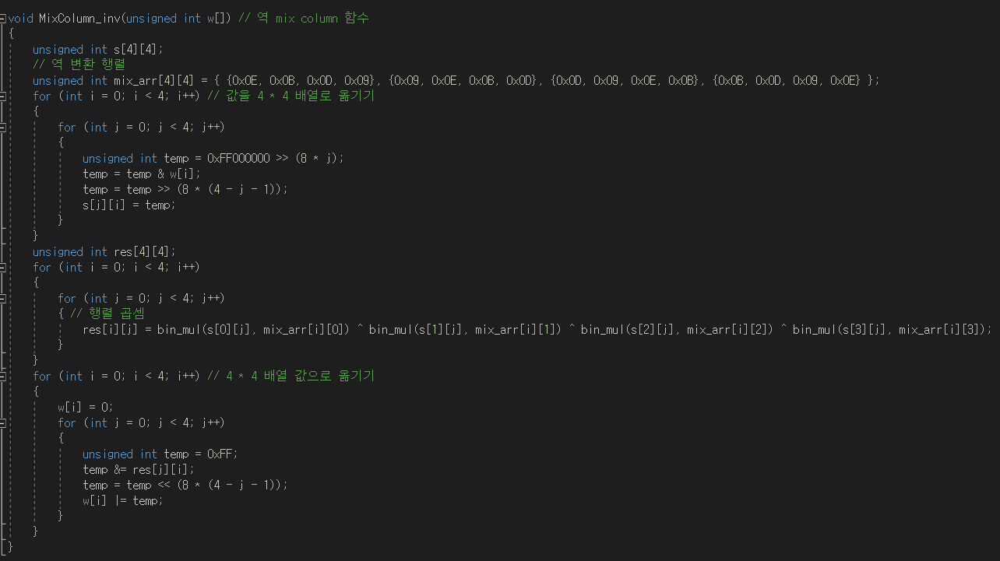 void MixColumn_inv(unsigned int w[]) // 역 mix column 함수
{
unsigned int s[4][4];
// 역 변환 행렬
unsigned int mix_arr[4][4] = { {0x0E, 0x0B, 0x0D, 0x09}, {0x09, 0x0E, 0x0B, 0x0D}, {0x0D, 0x09, 0x0E, 0x0B}, {0x0B, 0x0D, 0x09, 0x0E} };
for (int i = 0; i < 4; i++) // 값을 4 * 4 배열로 옮기기
{
for (int j = 0; j < 4; j++)
{
unsigned int temp = 0xFF000000 >> (8 * j);
temp = temp & w[i];
temp = temp >> (8 * (4 - j - 1));
s[j][i] = temp;
}
}
unsigned int res[4][4];
for (int i = 0; i < 4; i++)
{
for (int j = 0; j < 4; j++)
{ // 행렬 곱셈
res[i][j] = bin_mul(s[0][j], mix_arr[i][0]) ^ bin_mul(s[1][j], mix_arr[i][1]) ^ bin_mul(s[2][j], mix_arr[i][2]) ^ bin_mul(s[3][j], mix_arr[i][3]);
}
}
for (int i = 0; i < 4; i++) // 4 * 4 배열 값으로 옮기기
{
w[i] = 0;
for (int j = 0; j < 4; j++)
{
unsigned int temp = 0xFF;
temp &= res[j][i];
temp = temp << (8 * (4 - j - 1));
w[i] |= temp;
}
}
}